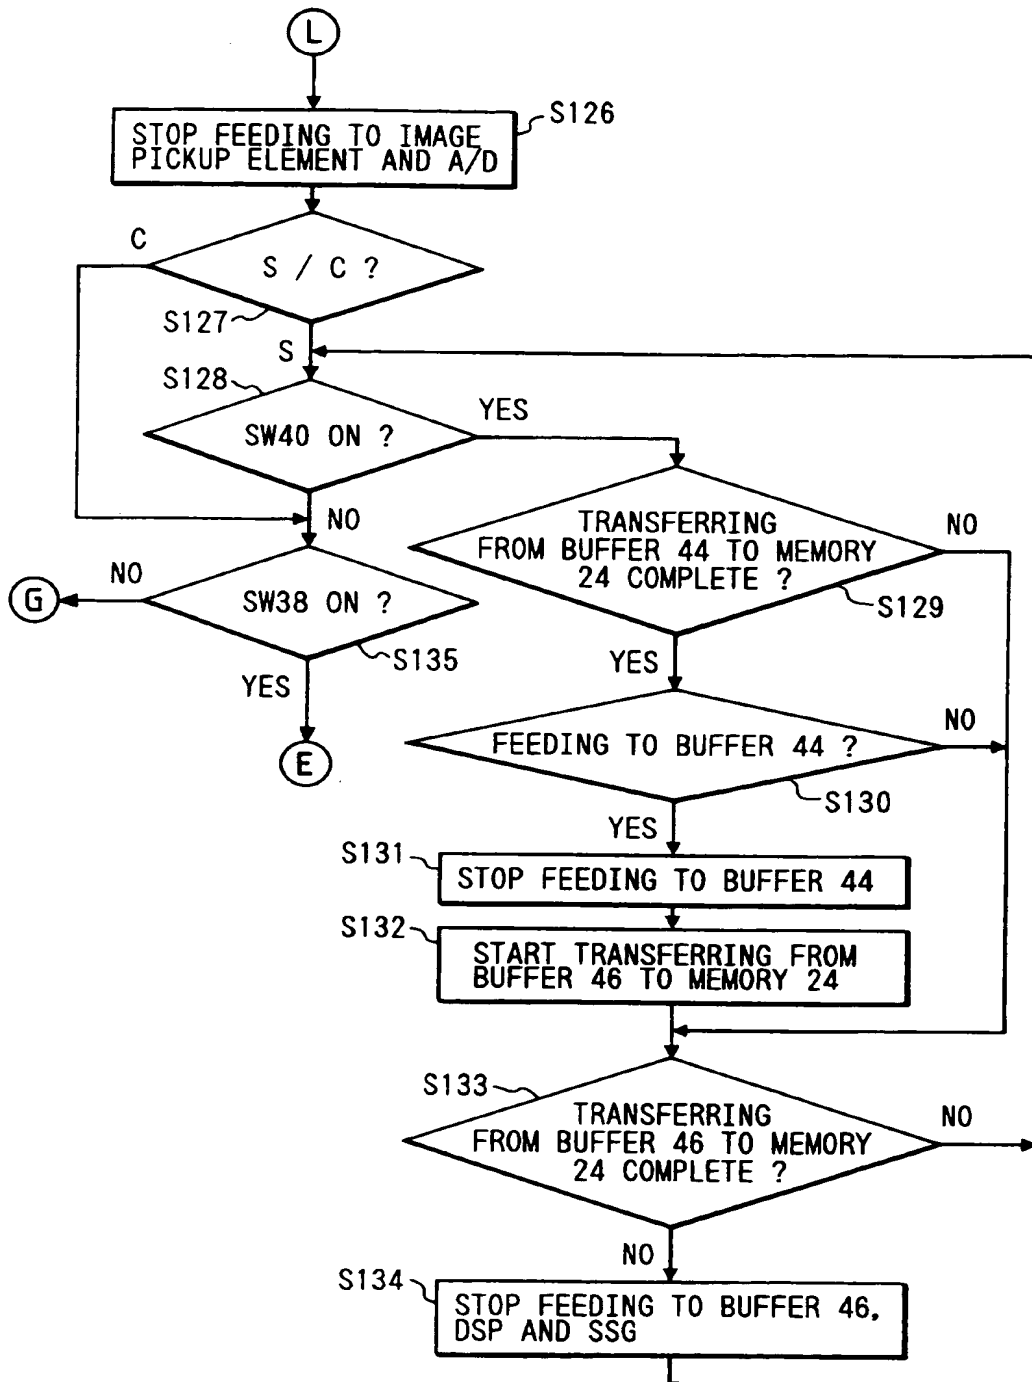 L
STOP FEEDING TO IMAGE
PICKUP ELEMENT AND A/D
S126
C
S / C ?
S127
S
S128
SW40 ON ?
YES
NO
TRANSFERRING
FROM BUFFER 44 TO MEMORY
24 COMPLETE ?
NO
S129
NO
G
SW38 ON ?
S135
YES
E
YES
FEEDING TO BUFFER 44 ?
NO
S130
YES
S131
STOP FEEDING TO BUFFER 44
S132
START TRANSFERRING FROM
BUFFER 46 TO MEMORY 24
S133
TRANSFERRING
FROM BUFFER 46 TO MEMORY
24 COMPLETE ?
NO
NO
S134
STOP FEEDING TO BUFFER 46,
DSP AND SSG